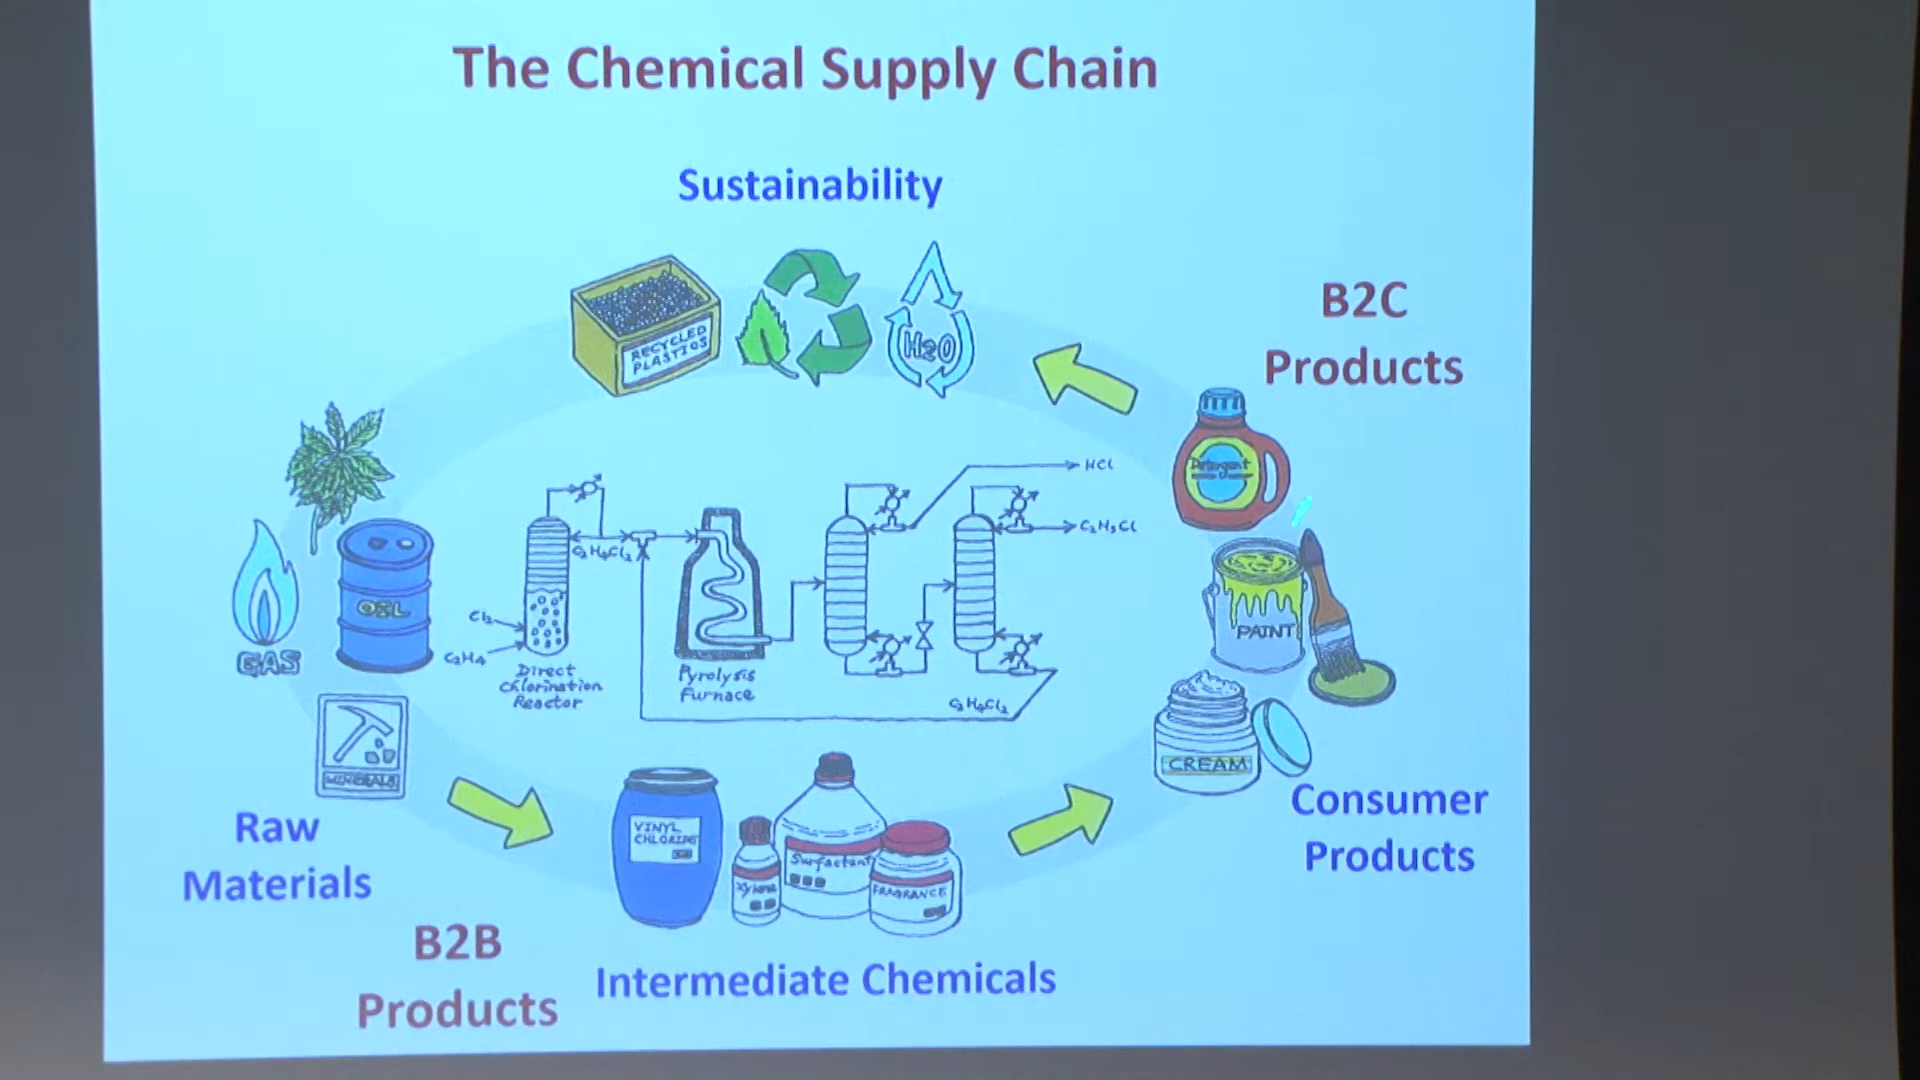 The Chemical Supply Chain
Sustainability
RECYCLED
PLASTICS
H2O
B2C
Products
Detergent
HCl
C2H3Cl
C2H4Cl2
Cl2
C2H4
Direct
Chlorination
Reactor
Pyrolysis
Furnace
C2H4Cl2
GAS
OIL
MINERALS
PAINT
CREAM
Raw
Materials
B2B
Products
VINYL
CHLORIDE
Xylene
Surfactant
FRAGRANCE
Intermediate Chemicals
Consumer
Products